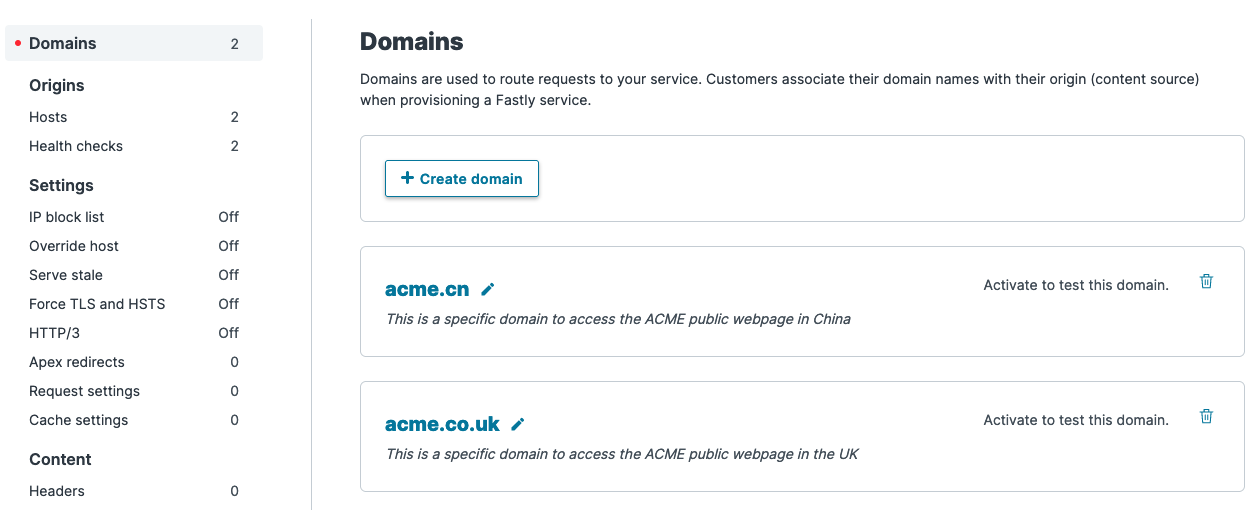 Domains 2
Origins
Hosts 2
Health checks 2
Settings
IP block list Off
Override host Off
Serve stale Off
Force TLS and HSTS Off
HTTP/3 Off
Apex redirects 0
Request settings 0
Cache settings 0
Content
Headers 0
Domains
Domains are used to route requests to your service. Customers associate their domain names with their origin (content source)
when provisioning a Fastly service.
+ Create domain
acme.cn
Activate to test this domain.
This is a specific domain to access the ACME public webpage in China
acme.co.uk
Activate to test this domain.
This is a specific domain to access the ACME public webpage in the UK